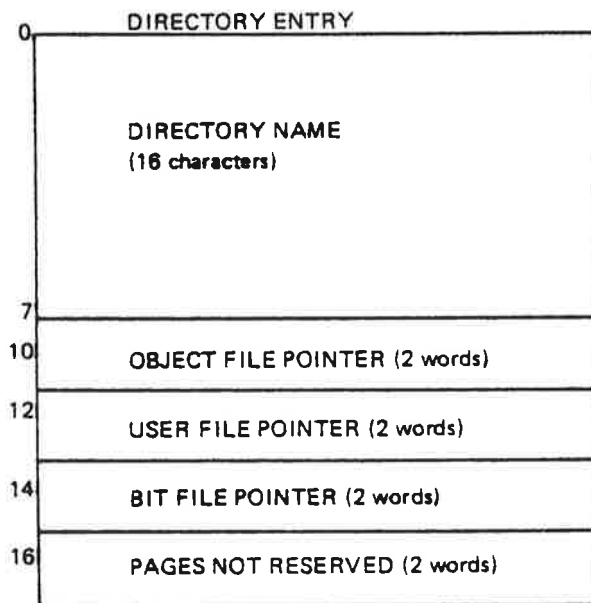 DIRECTORY ENTRY
0
DIRECTORY NAME
(16 characters)
7
10
OBJECT FILE POINTER (2 words)
12
USER FILE POINTER (2 words)
14
BIT FILE POINTER (2 words)
16
PAGES NOT RESERVED (2 words)